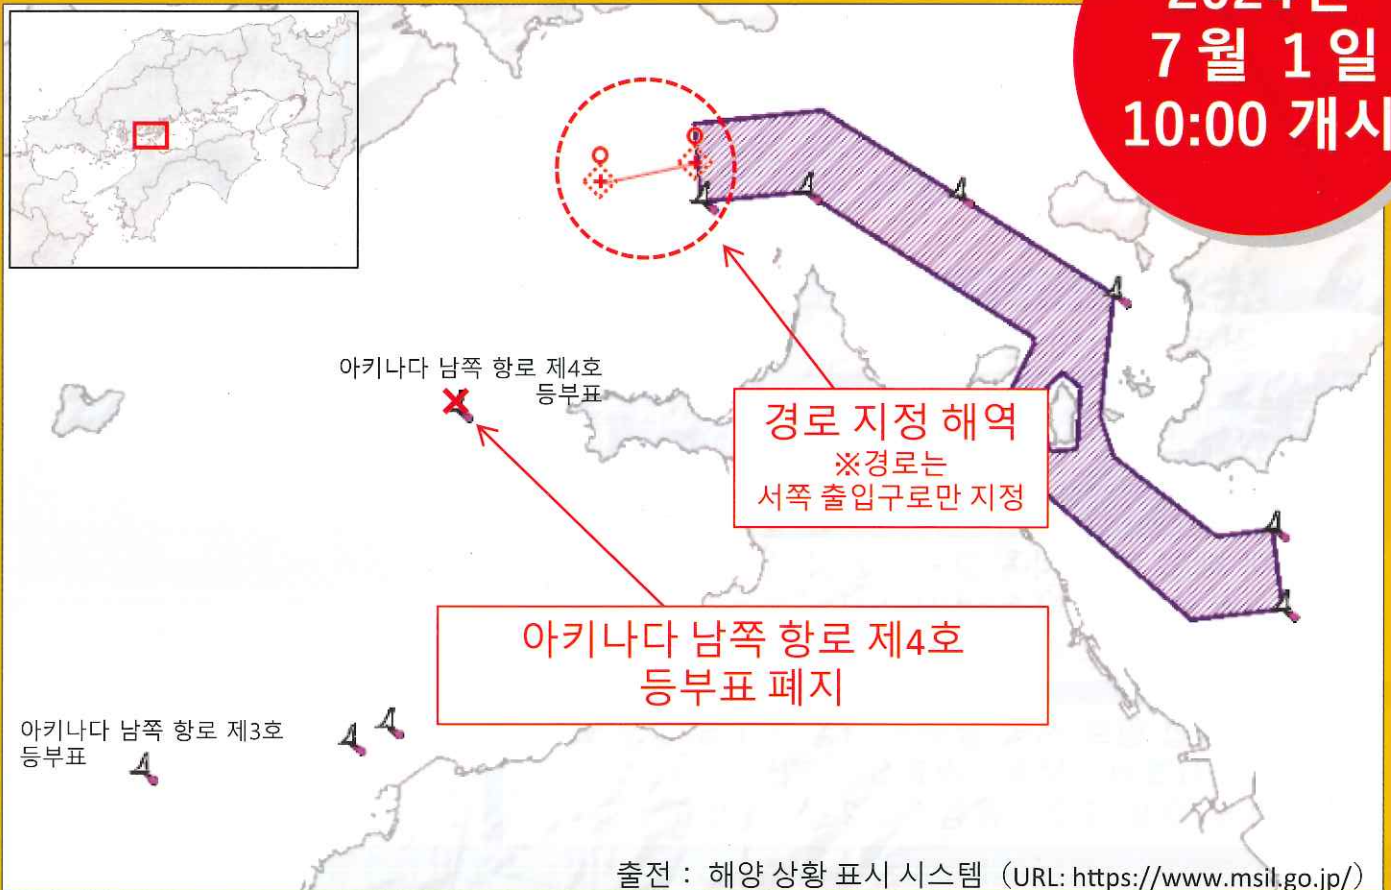 7월 1일
10:00 개시
아키나다 남쪽 항로 제4호
등부표
경로 지정 해역
※경로는
서쪽 출입구로만 지정
아키나다 남쪽 항로 제4호
등부표 폐지
아키나다 남쪽 항로 제3호
등부표
출전 : 해양 상황 표시 시스템 (URL: https://www.msil.go.jp/)